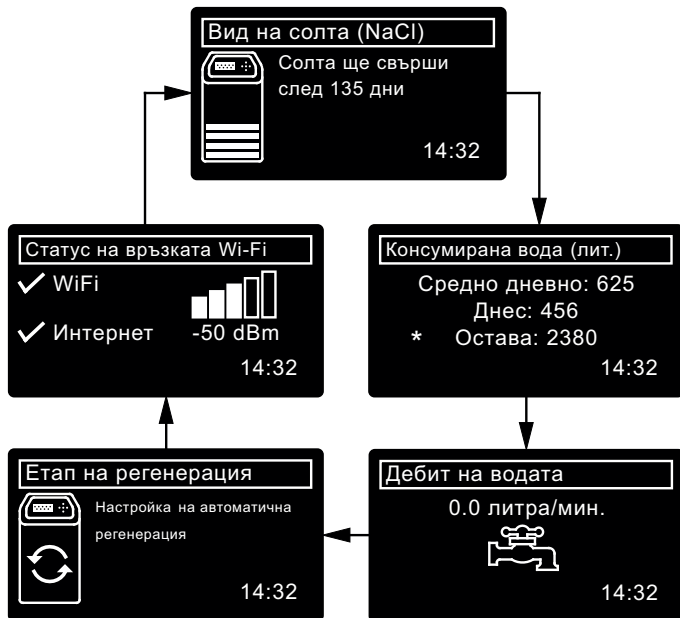 Вид на солта (NaCl)
Солта ще свърши
след 135 дни
14:32
Статус на връзката Wi-Fi
WiFi
Интернет
-50 dBm
14:32
Консумирана вода (лит.)
Средно дневно: 625
Днес: 456
* Остава: 2380
14:32
Етап на регенерация
Настройка на автоматична
регенерация
14:32
Дебит на водата
0.0 литра/мин.
14:32